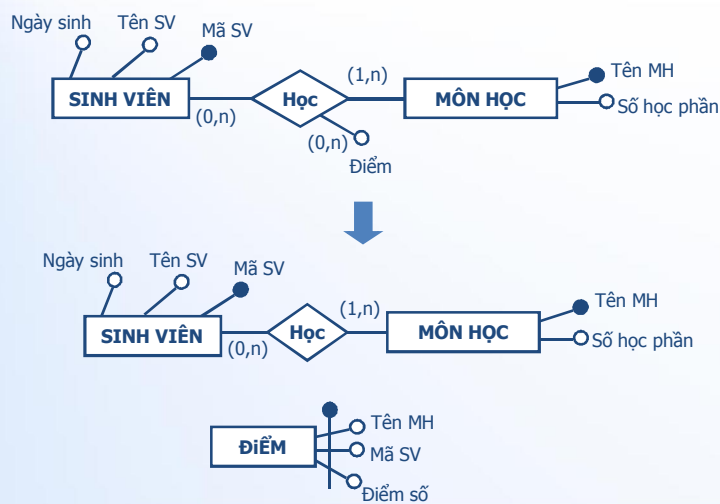 Ngày sinh
Tên SV
Mã SV
SINH VIÊN
(0,n)
Học
(1,n)
MÔN HỌC
Tên MH
Số học phần
(0,n)
Điểm
Ngày sinh
Tên SV
Mã SV
SINH VIÊN
(0,n)
Học
(1,n)
MÔN HỌC
Tên MH
Số học phần
ĐiỂM
Tên MH
Mã SV
Điểm số